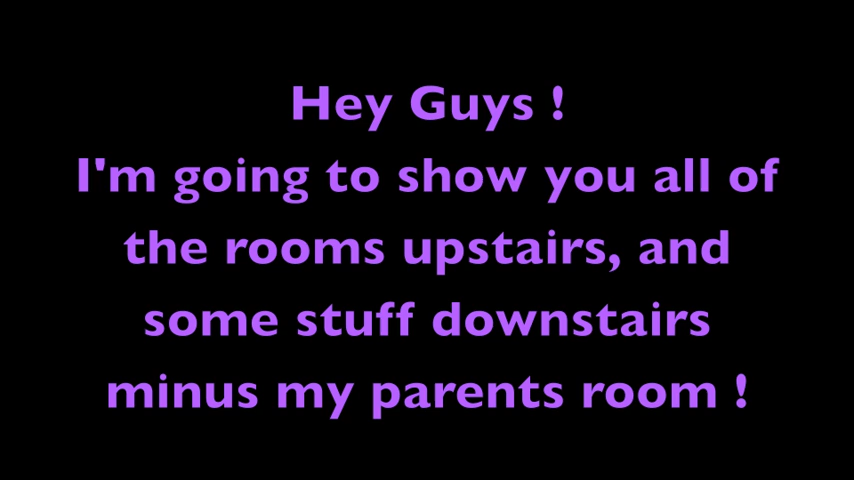 Hey Guys !
I'm going to show you all of
the rooms upstairs, and
some stuff downstairs
minus my parents room !